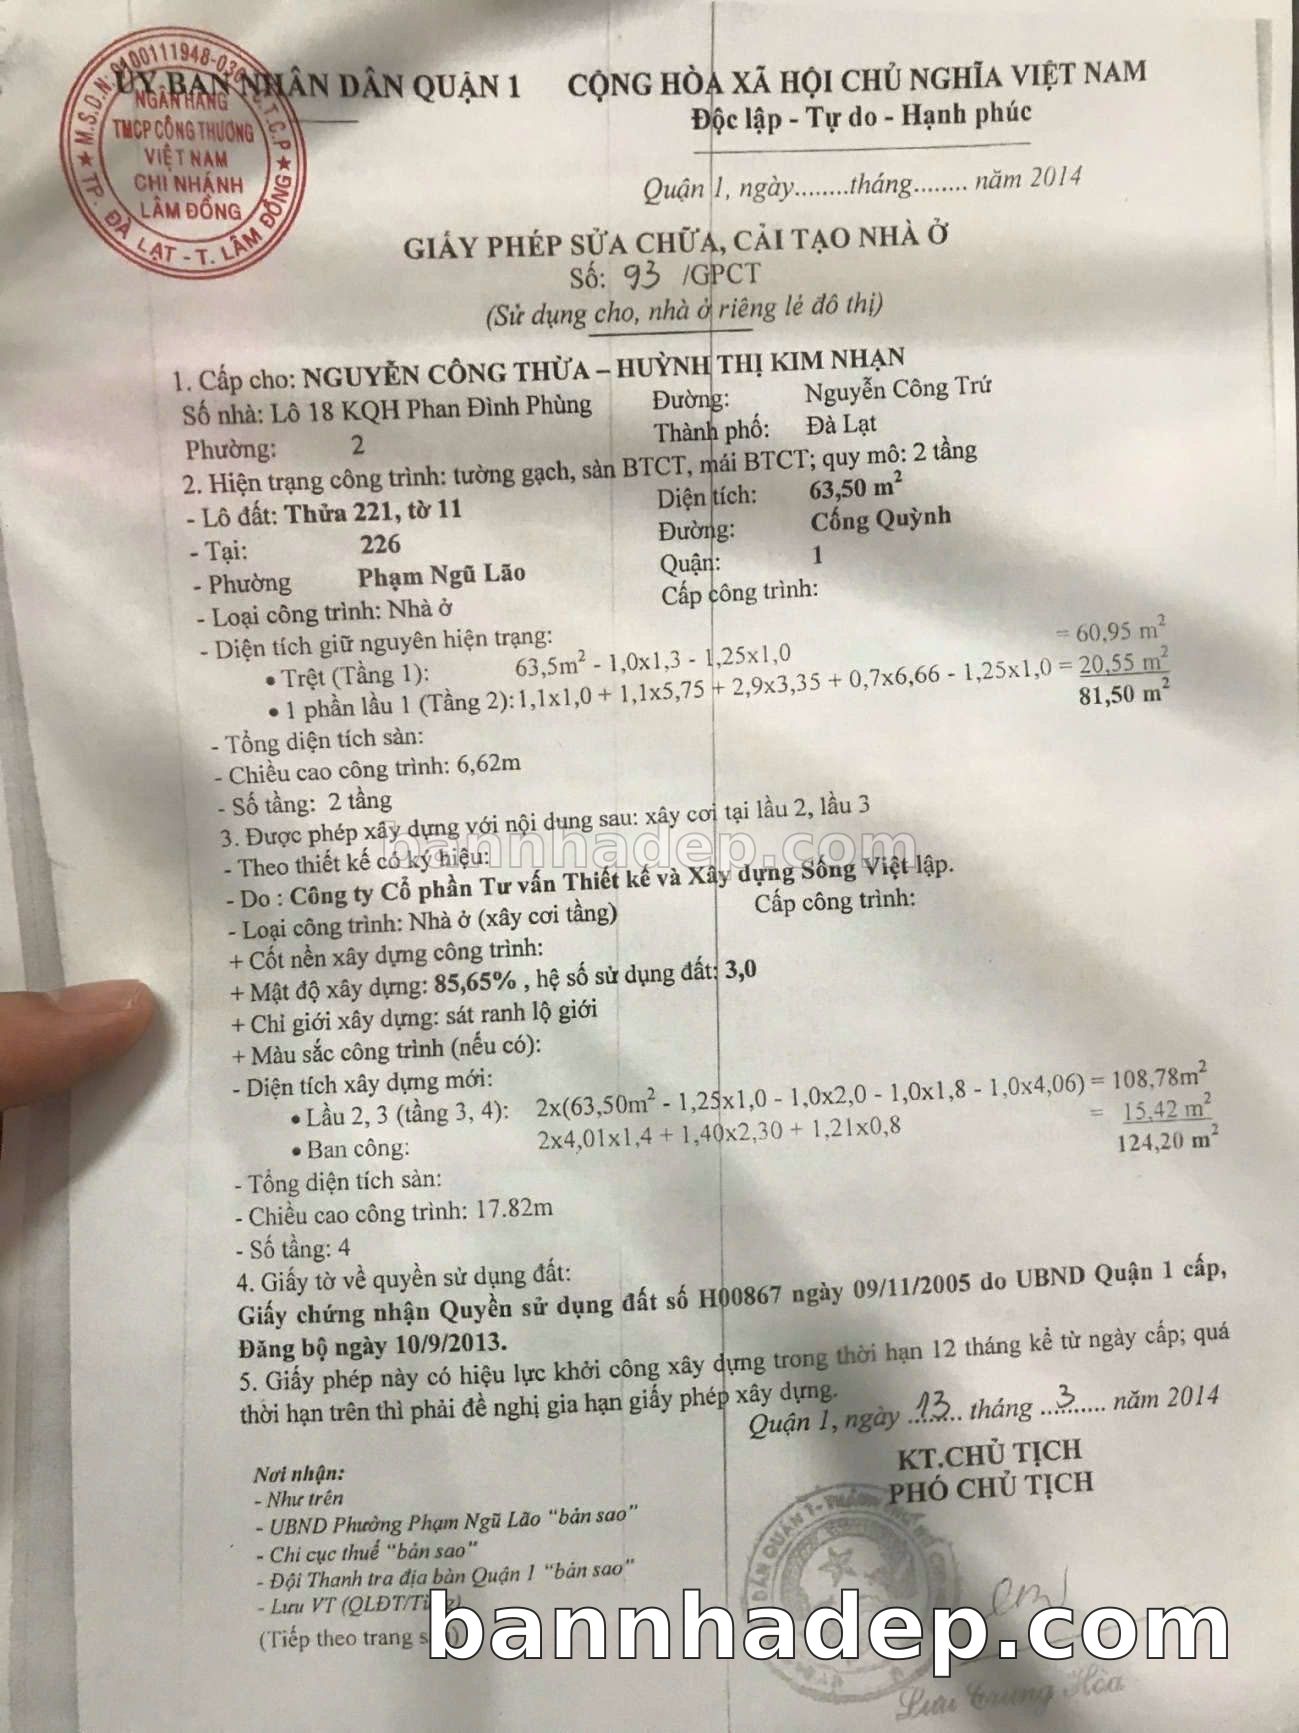 M.S.D.N: 0100111948-036 C.T.C.P
NGÂN HÀNG
TMCP CÔNG THƯƠNG
VIỆT NAM
CHI NHÁNH
LÂM ĐỒNG
TP. ĐÀ LẠT - T. LÂM ĐỒNG
ỦY BAN NHÂN DÂN QUẬN 1 CỘNG HÒA XÃ HỘI CHỦ NGHĨA VIỆT NAM
Độc lập - Tự do - Hạnh phúc
Quận 1, ngày........tháng........ năm 2014
GIẤY PHÉP SỬA CHỮA, CẢI TẠO NHÀ Ở
Số: 93 /GPCT
(Sử dụng cho, nhà ở riêng lẻ đô thị)
1. Cấp cho: NGUYỄN CÔNG THỪA – HUỲNH THỊ KIM NHẠN
Số nhà: Lô 18 KQH Phan Đình Phùng Đường: Nguyễn Công Trứ
Phường: 2 Thành phố: Đà Lạt
2. Hiện trạng công trình: tường gạch, sàn BTCT, mái BTCT; quy mô: 2 tầng
- Lô đất: Thửa 221, tờ 11 Diện tích: 63,50 m²
- Tại: 226 Đường: Cống Quỳnh
- Phường Phạm Ngũ Lão Quận: 1
- Loại công trình: Nhà ở Cấp công trình:
- Diện tích giữ nguyên hiện trạng:
• Trệt (Tầng 1): 63,5m² - 1,0x1,3 - 1,25x1,0 = 60,95 m²
• 1 phần lầu 1 (Tầng 2): 1,1x1,0 + 1,1x5,75 + 2,9x3,35 + 0,7x6,66 - 1,25x1,0 = 20,55 m²
- Tổng diện tích sàn: 81,50 m²
- Chiều cao công trình: 6,62m
- Số tầng: 2 tầng
3. Được phép xây dựng với nội dung sau: xây cơi tại lầu 2, lầu 3
bannhadep.com
- Theo thiết kế có ký hiệu:
- Do : Công ty Cổ phần Tư vấn Thiết kế và Xây dựng Sống Việt lập.
- Loại công trình: Nhà ở (xây cơi tầng) Cấp công trình:
+ Cốt nền xây dựng công trình:
+ Mật độ xây dựng: 85,65% , hệ số sử dụng đất: 3,0
+ Chỉ giới xây dựng: sát ranh lộ giới
+ Màu sắc công trình (nếu có):
- Diện tích xây dựng mới:
• Lầu 2, 3 (tầng 3, 4): 2x(63,50m² - 1,25x1,0 - 1,0x2,0 - 1,0x1,8 - 1,0x4,06) = 108,78m²
• Ban công: 2x4,01x1,4 + 1,40x2,30 + 1,21x0,8 = 15,42 m²
- Tổng diện tích sàn: 124,20 m²
- Chiều cao công trình: 17.82m
- Số tầng: 4
4. Giấy tờ về quyền sử dụng đất:
Giấy chứng nhận Quyền sử dụng đất số H00867 ngày 09/11/2005 do UBND Quận 1 cấp,
Đăng bộ ngày 10/9/2013.
5. Giấy phép này có hiệu lực khởi công xây dựng trong thời hạn 12 tháng kể từ ngày cấp; quá
thời hạn trên thì phải đề nghị gia hạn giấy phép xây dựng.
Quận 1, ngày 13 tháng 3 năm 2014
KT.CHỦ TỊCH
PHÓ CHỦ TỊCH
Nơi nhận:
- Như trên
- UBND Phường Phạm Ngũ Lão “bản sao”
- Chi cục thuế “bản sao”
- Đội Thanh tra địa bàn Quận 1 “bản sao”
- Lưu VT (QLĐT/
(Tiếp theo trang
bannhadep.com
Lưu Trung Hòa